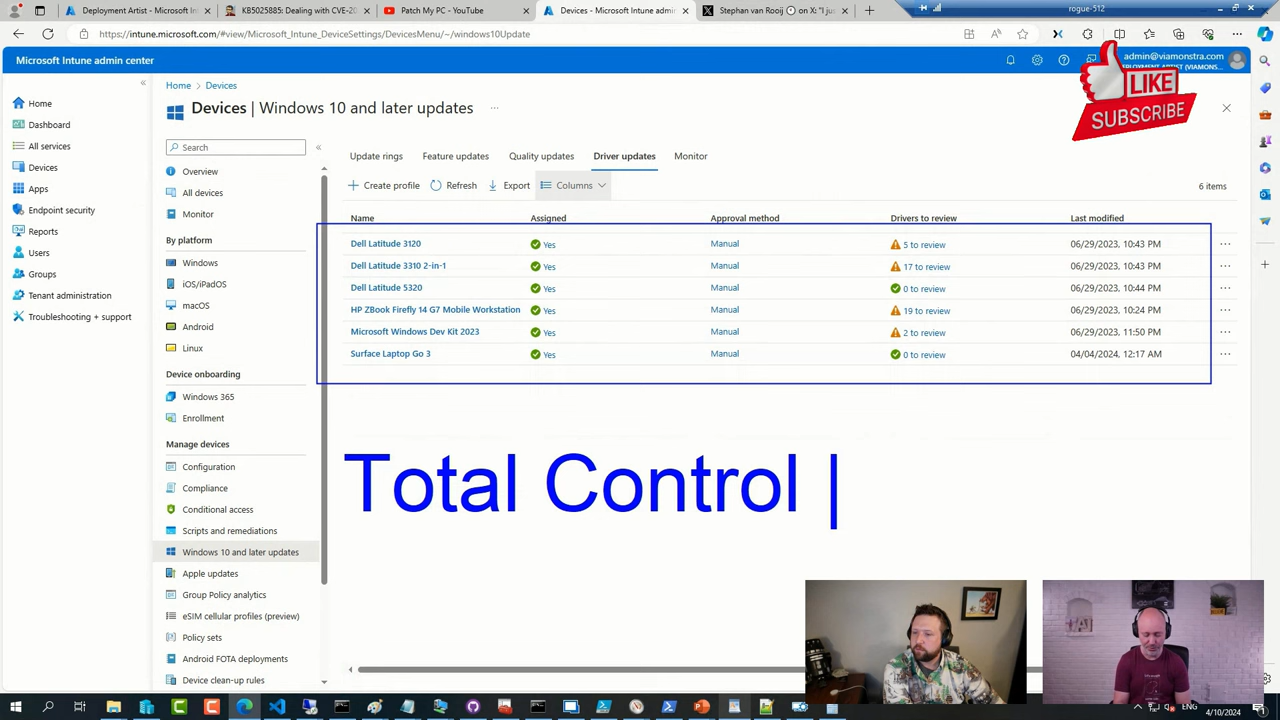 Deployment Artist - Microsoft Int
KB5025885: Dealing with CVE-20
Patch My PC - YouTube
Devices - Microsoft Intune admin
Stephan van Rooij on X: "I jus
rogue-512
https://intune.microsoft.com/#view/Microsoft_Intune_DeviceSettings/DevicesMenu/~/windows10Update
Microsoft Intune admin center
admin@viamonstra.com
DEPLOYMENT ARTIST (VIAMONS...
LIKE
SUBSCRIBE
Home
Dashboard
All services
Devices
Apps
Endpoint security
Reports
Users
Groups
Tenant administration
Troubleshooting + support
Home > Devices
Devices | Windows 10 and later updates
Search
Overview
All devices
Monitor
By platform
Windows
iOS/iPadOS
macOS
Android
Linux
Device onboarding
Windows 365
Enrollment
Manage devices
Configuration
Compliance
Conditional access
Scripts and remediations
Windows 10 and later updates
Apple updates
Group Policy analytics
eSIM cellular profiles (preview)
Policy sets
Android FOTA deployments
Device clean-up rules
Update rings Feature updates Quality updates Driver updates Monitor
Create profile Refresh Export Columns 6 items
Name Assigned Approval method Drivers to review Last modified
Dell Latitude 3120 Yes Manual 5 to review 06/29/2023, 10:43 PM
Dell Latitude 3310 2-in-1 Yes Manual 17 to review 06/29/2023, 10:43 PM
Dell Latitude 5320 Yes Manual 0 to review 06/29/2023, 10:44 PM
HP ZBook Firefly 14 G7 Mobile Workstation Yes Manual 19 to review 06/29/2023, 10:24 PM
Microsoft Windows Dev Kit 2023 Yes Manual 2 to review 06/29/2023, 11:50 PM
Surface Laptop Go 3 Yes Manual 0 to review 04/04/2024, 12:17 AM
Total Control |
ENG
4/10/2024